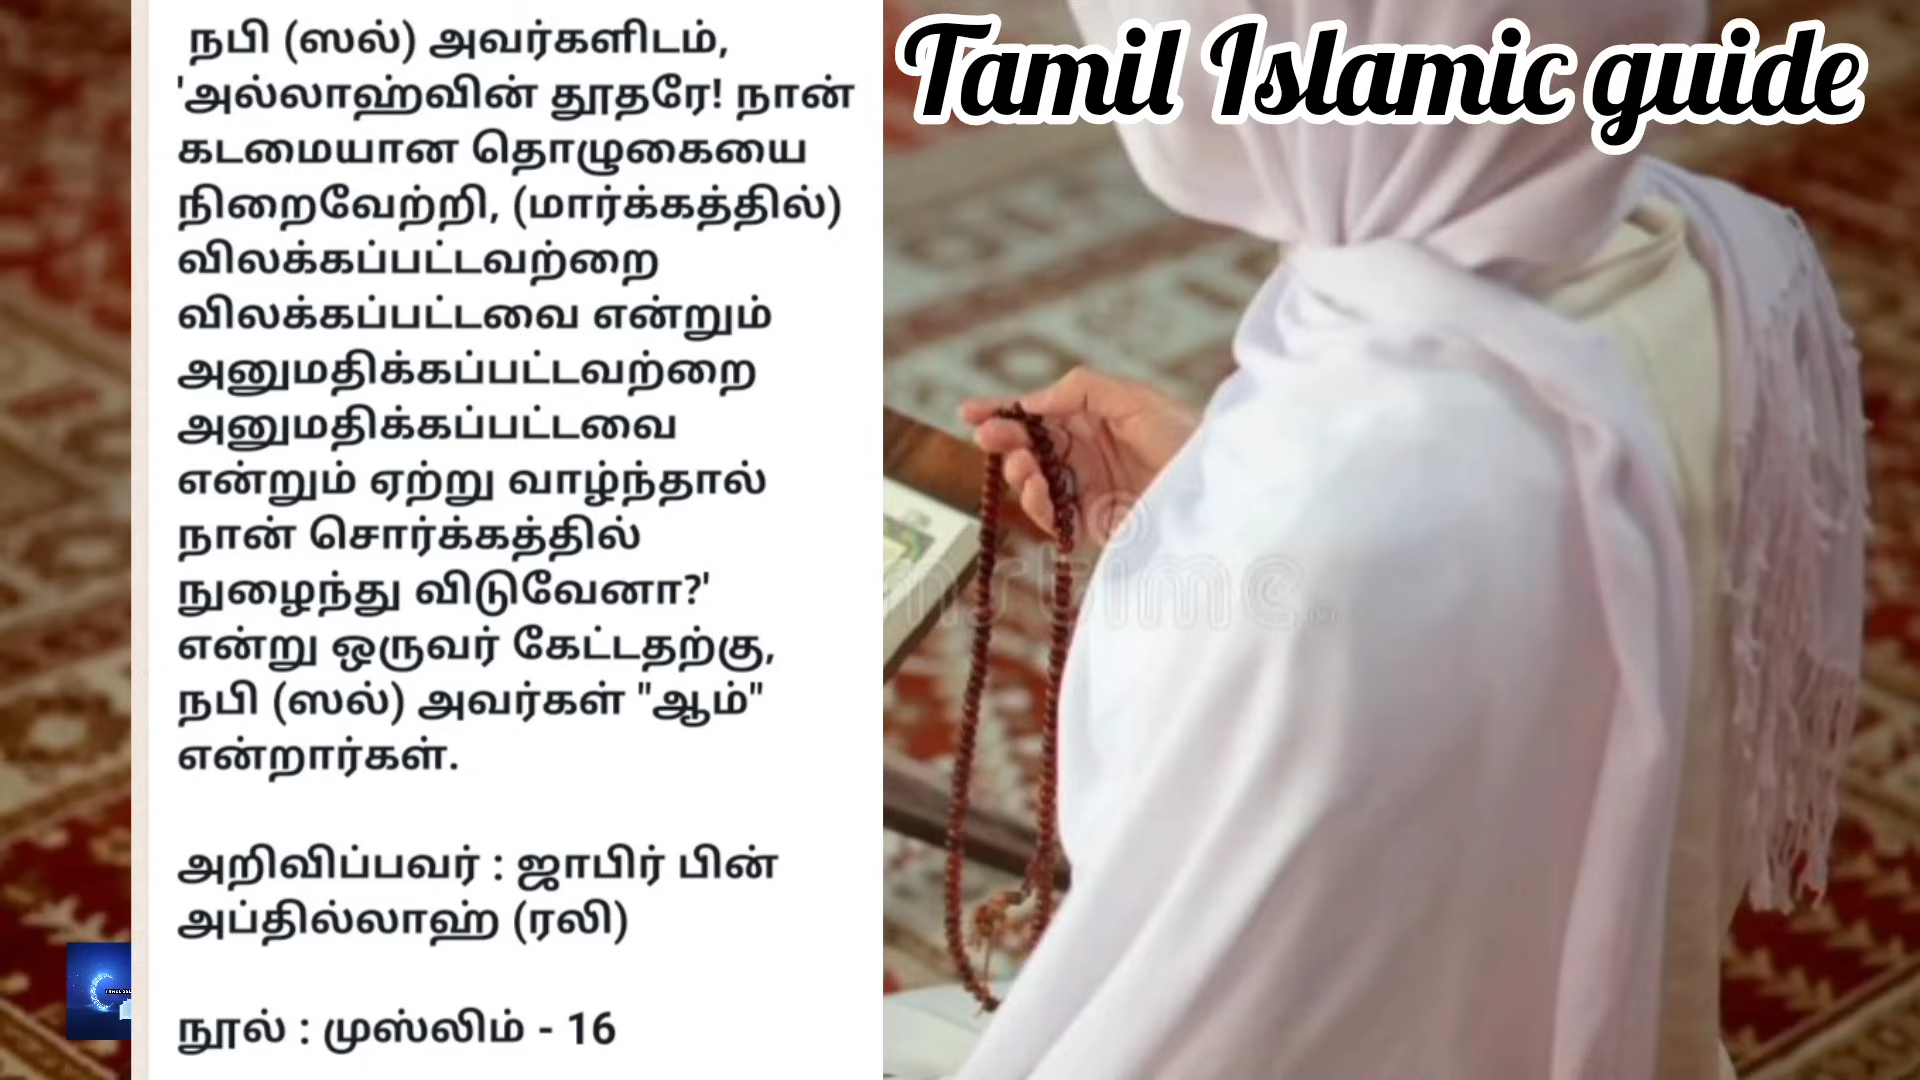 நபி (ஸல்) அவர்களிடம்,
'அல்லாஹ்வின் தூதரே! நான்
கடமையான தொழுகையை
நிறைவேற்றி, (மார்க்கத்தில்)
விலக்கப்பட்டவற்றை
விலக்கப்பட்டவை என்றும்
அனுமதிக்கப்பட்டவற்றை
அனுமதிக்கப்பட்டவை
என்றும் ஏற்று வாழ்ந்தால்
நான் சொர்க்கத்தில்
நுழைந்து விடுவேனா?'
என்று ஒருவர் கேட்டதற்கு,
நபி (ஸல்) அவர்கள் "ஆம்"
என்றார்கள்.
அறிவிப்பவர் : ஜாபிர் பின்
அப்தில்லாஹ் (ரலி)
நூல் : முஸ்லிம் - 16
Tamil Islamic guide